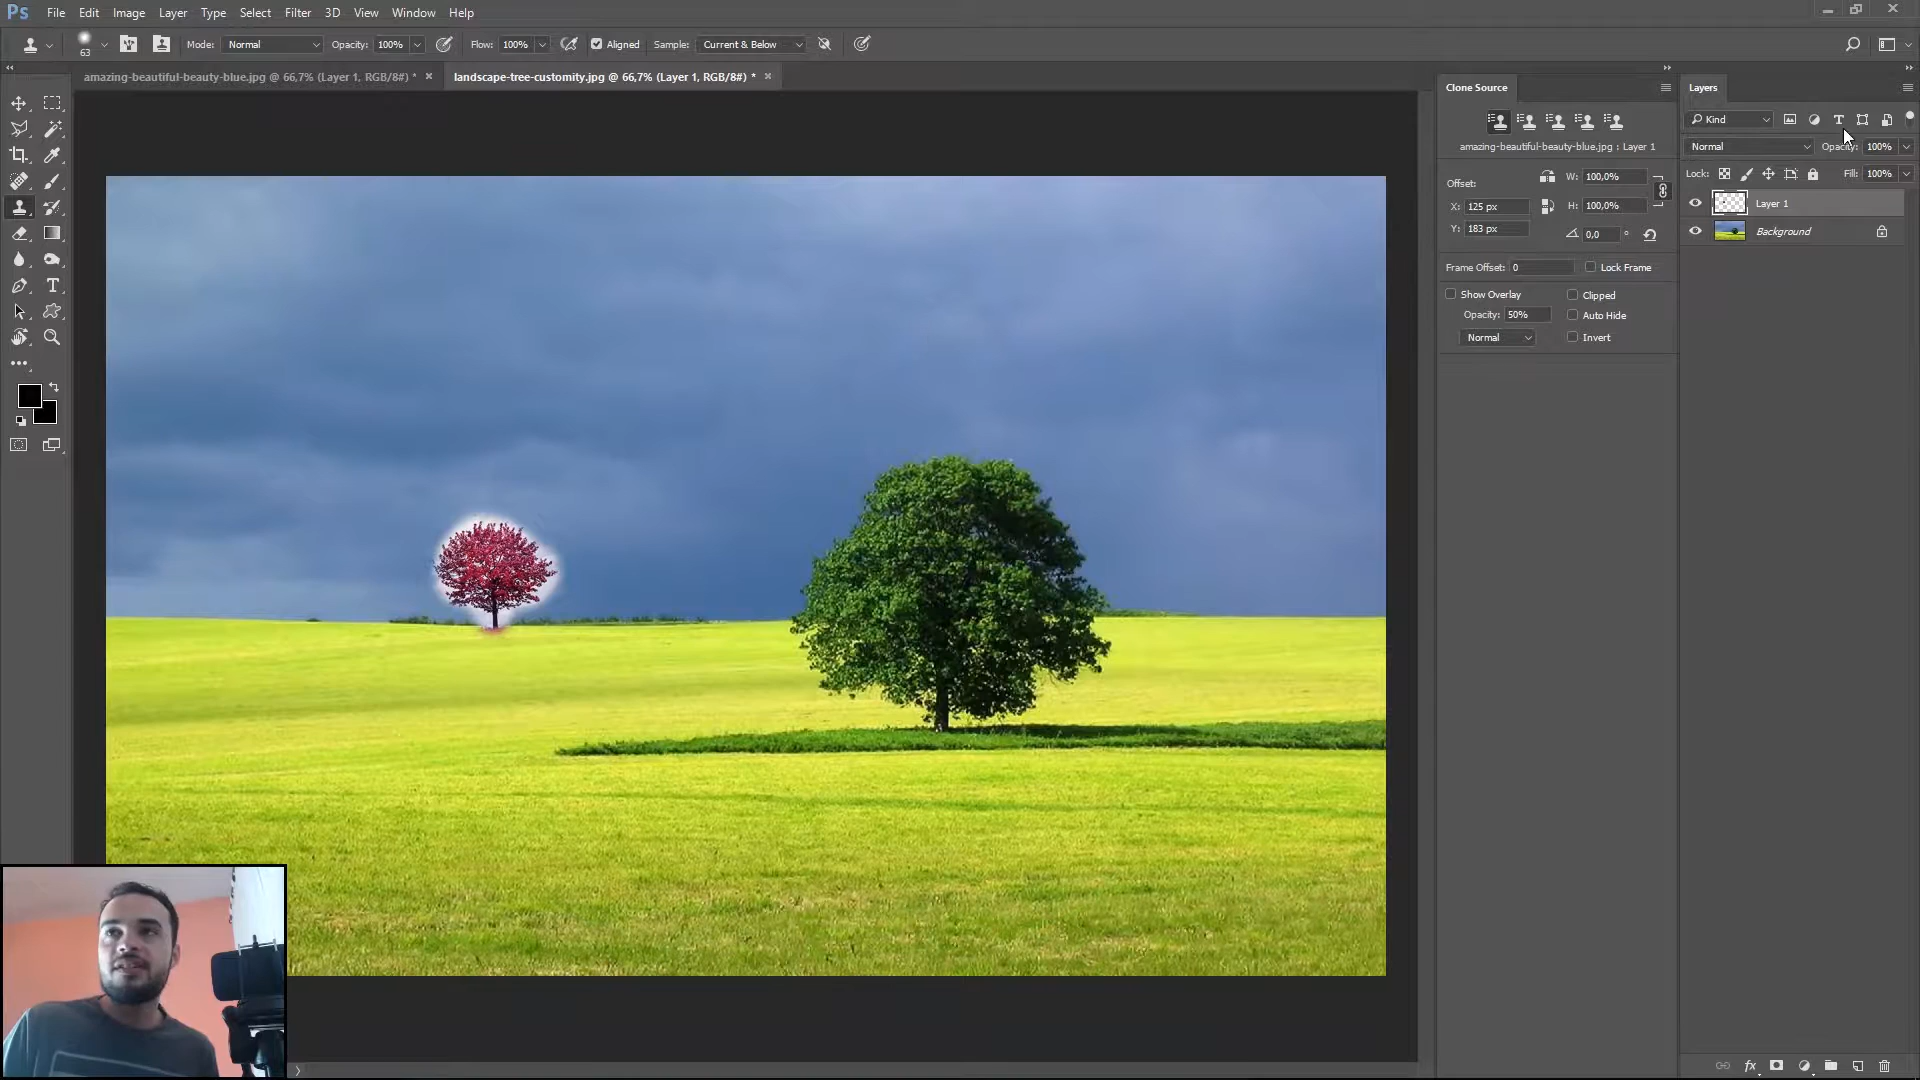 Ps File Edit Image Layer Type Select Filter 3D View Window Help
63 Mode: Normal Opacity: 100% Flow: 100% Aligned Sample: Current & Below
amazing-beautiful-beauty-blue.jpg @ 66,7% (Layer 1, RGB/8#) * × landscape-tree-customity.jpg @ 66,7% (Layer 1, RGB/8#) * ×
Clone Source
amazing-beautiful-beauty-blue.jpg : Layer 1
Offset: W: 100,0%
X: 125 px H: 100,0%
Y: 183 px 0,0 °
Frame Offset: 0 Lock Frame
Show Overlay Clipped
Opacity: 50% Auto Hide
Normal Invert
Layers
Kind
Normal Opacity: 100%
Lock: Fill: 100%
Layer 1
Background
fx